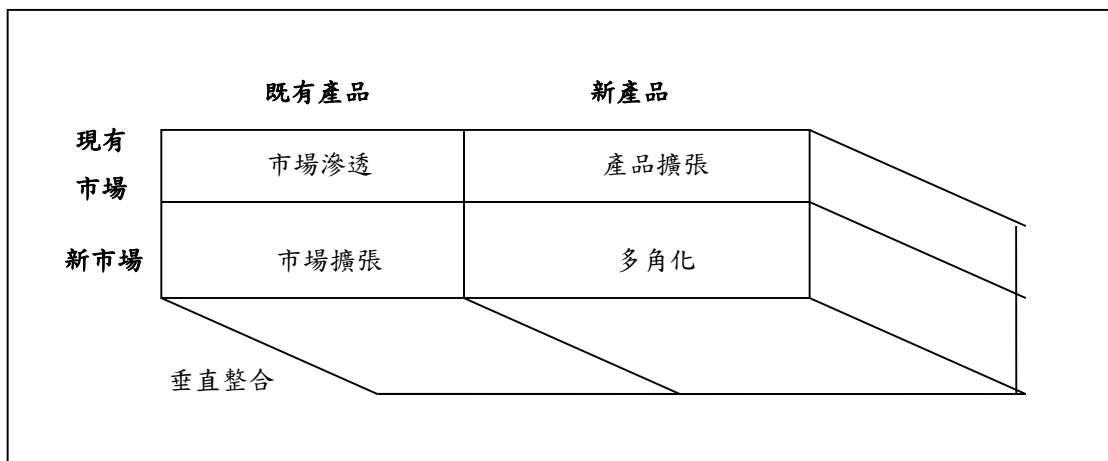 既有產品 新產品
現有
市場
市場滲透 產品擴張
新市場 市場擴張 多角化
垂直整合